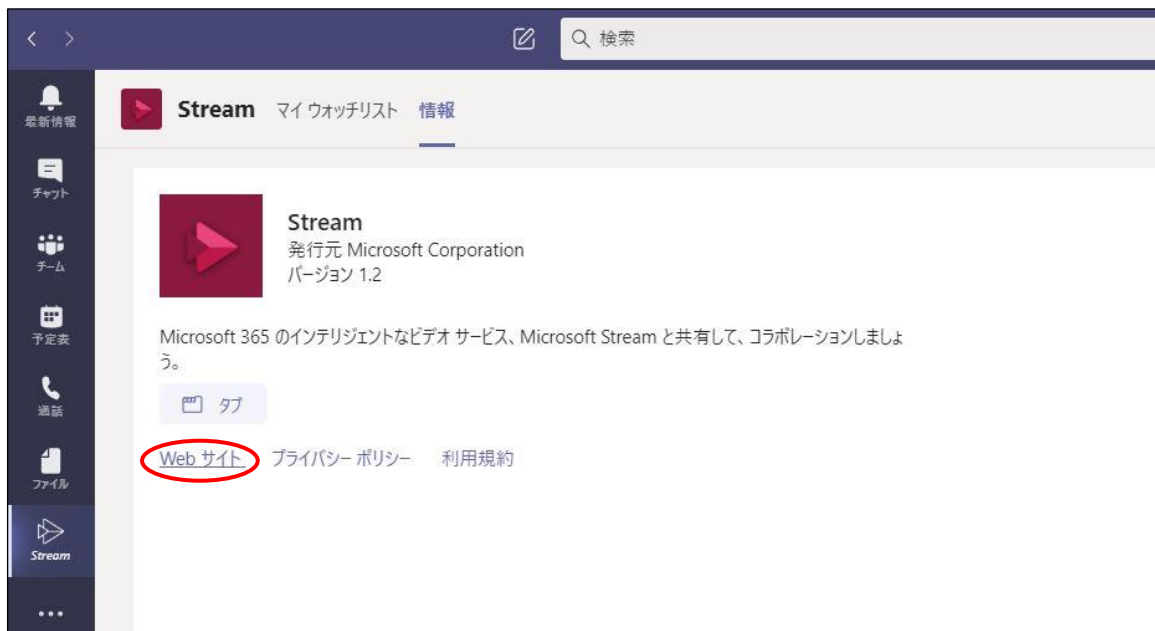 検索
最新情報
チャット
チーム
予定表
通話
ファイル
Stream
Stream マイ ウォッチリスト 情報
Stream
発行元 Microsoft Corporation
バージョン 1.2
Microsoft 365 のインテリジェントなビデオ サービス、Microsoft Stream と共有して、コラボレーションしましょ
う。
タブ
Web サイト プライバシー ポリシー 利用規約